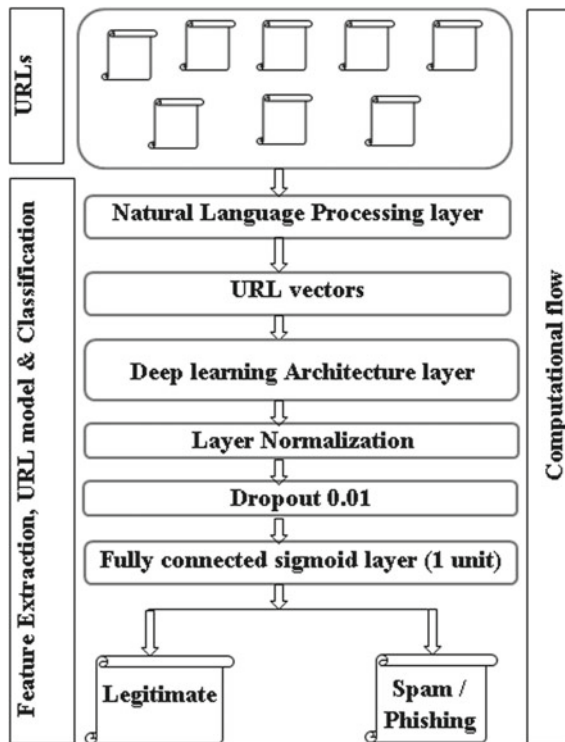 URLs
Natural Language Processing layer
URL vectors
Deep learning Architecture layer
Layer Normalization
Dropout 0.01
Fully connected sigmoid layer (1 unit)
Legitimate
Spam /
Phishing
Feature Extraction, URL model & Classification
Computational flow